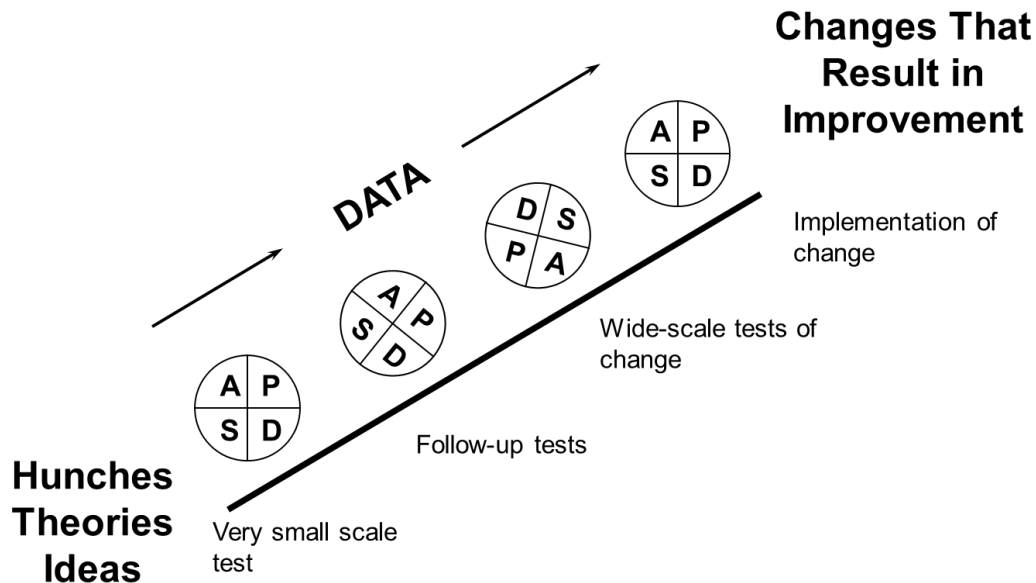 Changes That
Result in
Improvement
A P
S D
DATA
D S
P A
Implementation of
change
A P
S D
Wide-scale tests of
change
A P
S D
Follow-up tests
Hunches
Theories
Ideas
Very small scale
test